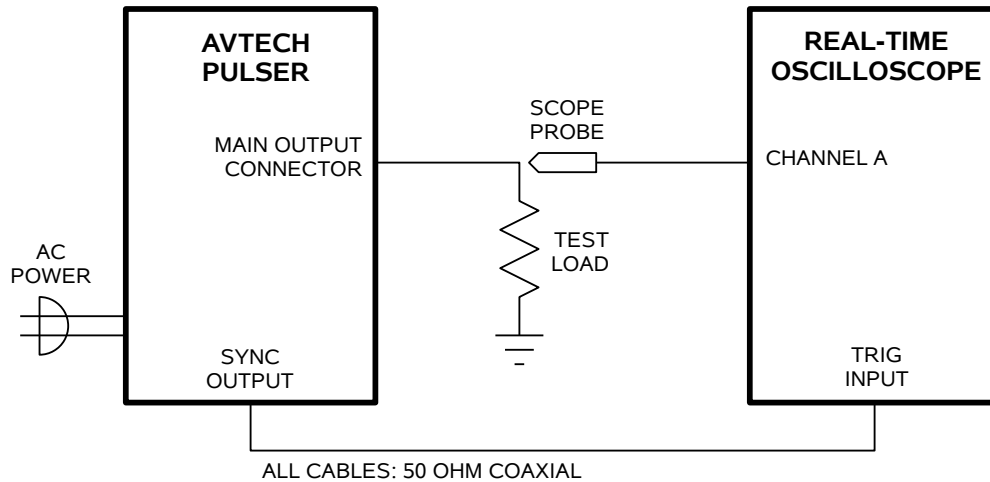 AVTECH
PULSER
REAL-TIME
OSCILLOSCOPE
SCOPE
PROBE
MAIN OUTPUT
CONNECTOR
CHANNEL A
TEST
LOAD
AC
POWER
SYNC
OUTPUT
TRIG
INPUT
ALL CABLES: 50 OHM COAXIAL